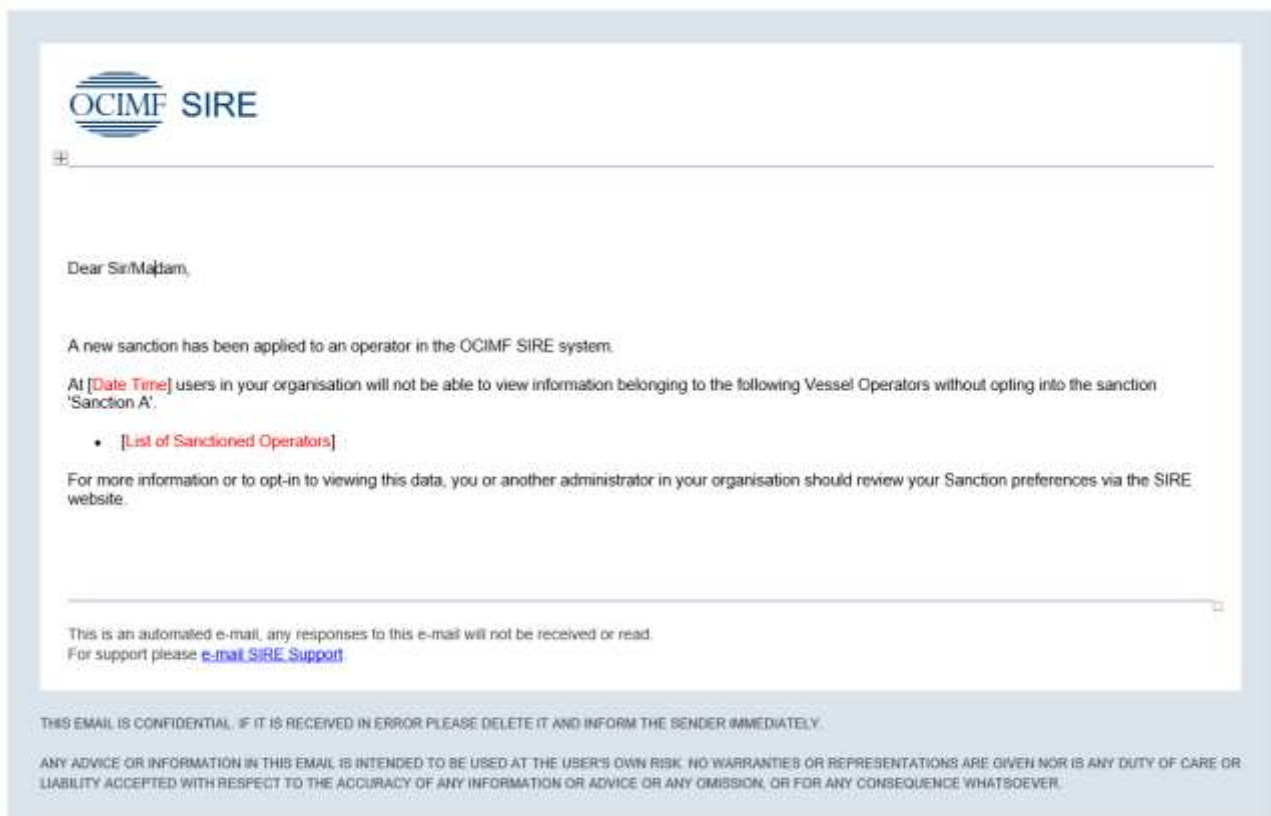 OCIMF SIRE
Dear Sir/Madam,
A new sanction has been applied to an operator in the OCIMF SIRE system.
At [Date Time] users in your organisation will not be able to view information belonging to the following Vessel Operators without opting into the sanction
'Sanction A'.
• [List of Sanctioned Operators]
For more information or to opt-in to viewing this data, you or another administrator in your organisation should review your Sanction preferences via the SIRE
website.
This is an automated e-mail, any responses to this e-mail will not be received or read.
For support please e-mail SIRE Support
THIS EMAIL IS CONFIDENTIAL. IF IT IS RECEIVED IN ERROR PLEASE DELETE IT AND INFORM THE SENDER IMMEDIATELY.
ANY ADVICE OR INFORMATION IN THIS EMAIL IS INTENDED TO BE USED AT THE USER'S OWN RISK. NO WARRANTIES OR REPRESENTATIONS ARE GIVEN NOR IS ANY DUTY OF CARE OR
LIABILITY ACCEPTED WITH RESPECT TO THE ACCURACY OF ANY INFORMATION OR ADVICE OR ANY OMISSION, OR FOR ANY CONSEQUENCE WHATSOEVER.